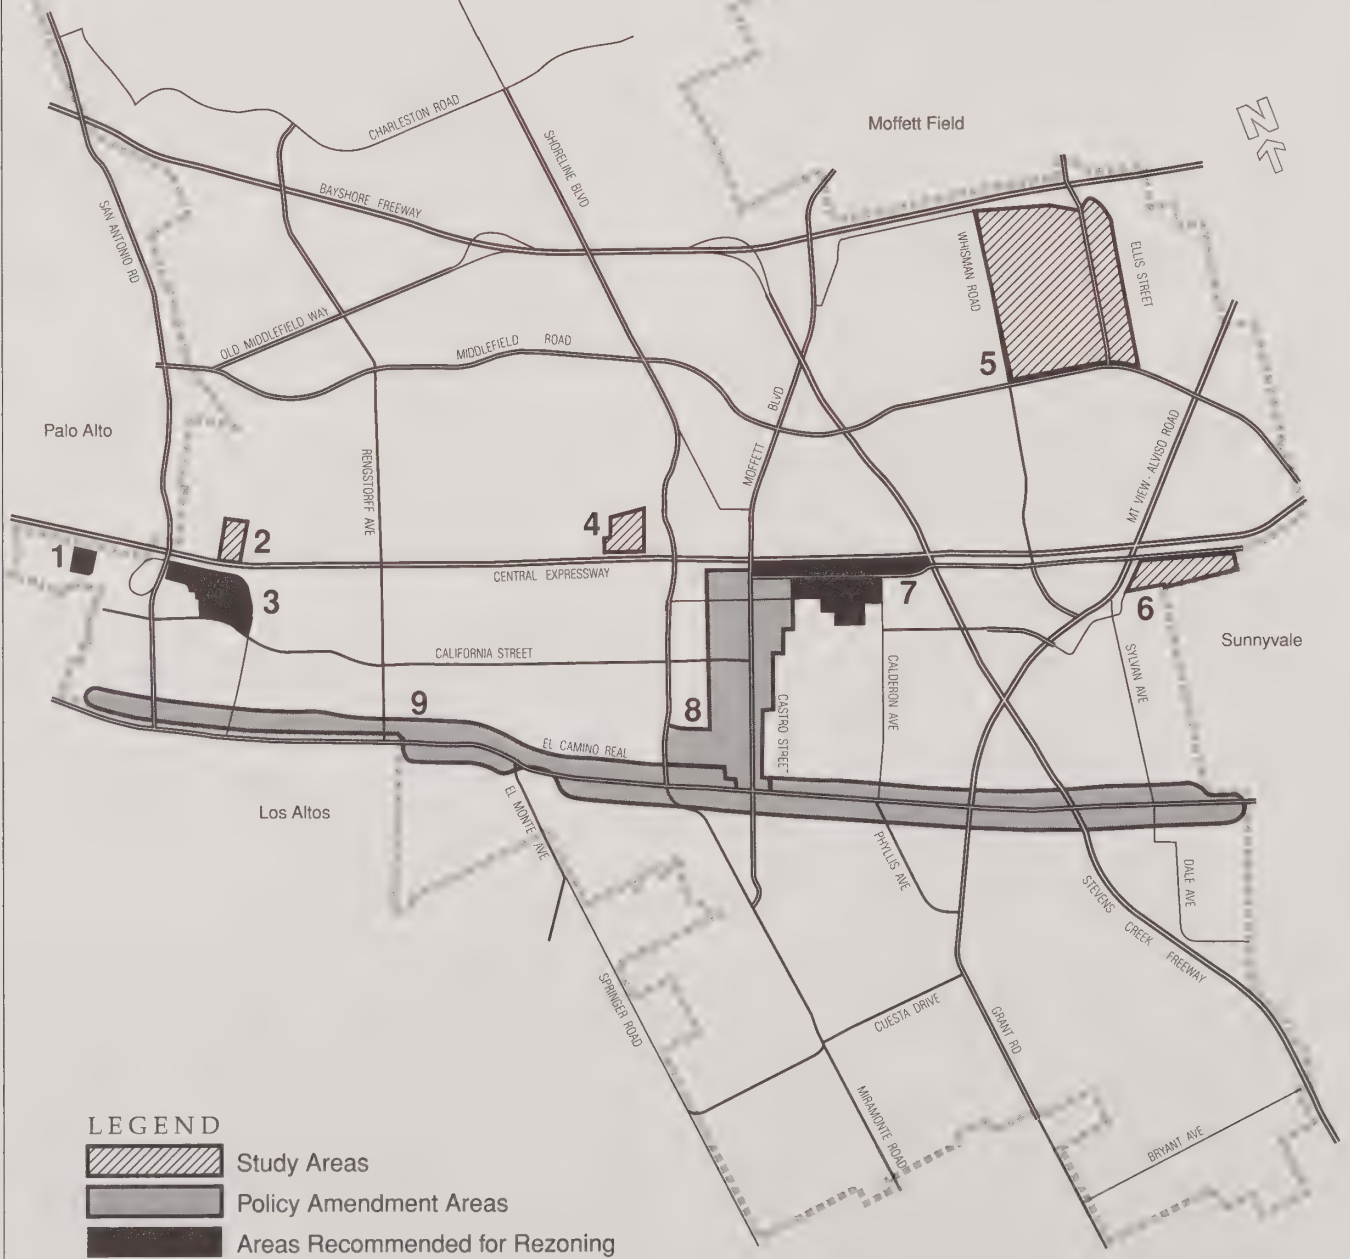 Moffett Field
N
CHARLESTON ROAD
SHORELINE BLVD
BAYSHORE FREEWAY
SAN ANTONIO RD
WHISMAN ROAD
ELLIS STREET
OLD MIDDLEFIELD WAY
MIDDLEFIELD ROAD
5
MOFFETT BLVD
Palo Alto
RENGSTORFF AVE
MT VIEW - ALVISO ROAD
1
2
4
CENTRAL EXPRESSWAY
3
7
6
Sunnyvale
CALIFORNIA STREET
CALDERON AVE
SYLVAN AVE
9
8
CASTRO STREET
EL CAMINO REAL
Los Altos
EL MONTE AVE
PHYLLIS AVE
DALE AVE
STEVENS CREEK FREEWAY
SPRINGER ROAD
CUESTA DRIVE
GRANT RD
MIRAMONTE ROAD
BRYANT AVE
LEGEND
Study Areas
Policy Amendment Areas
Areas Recommended for Rezoning